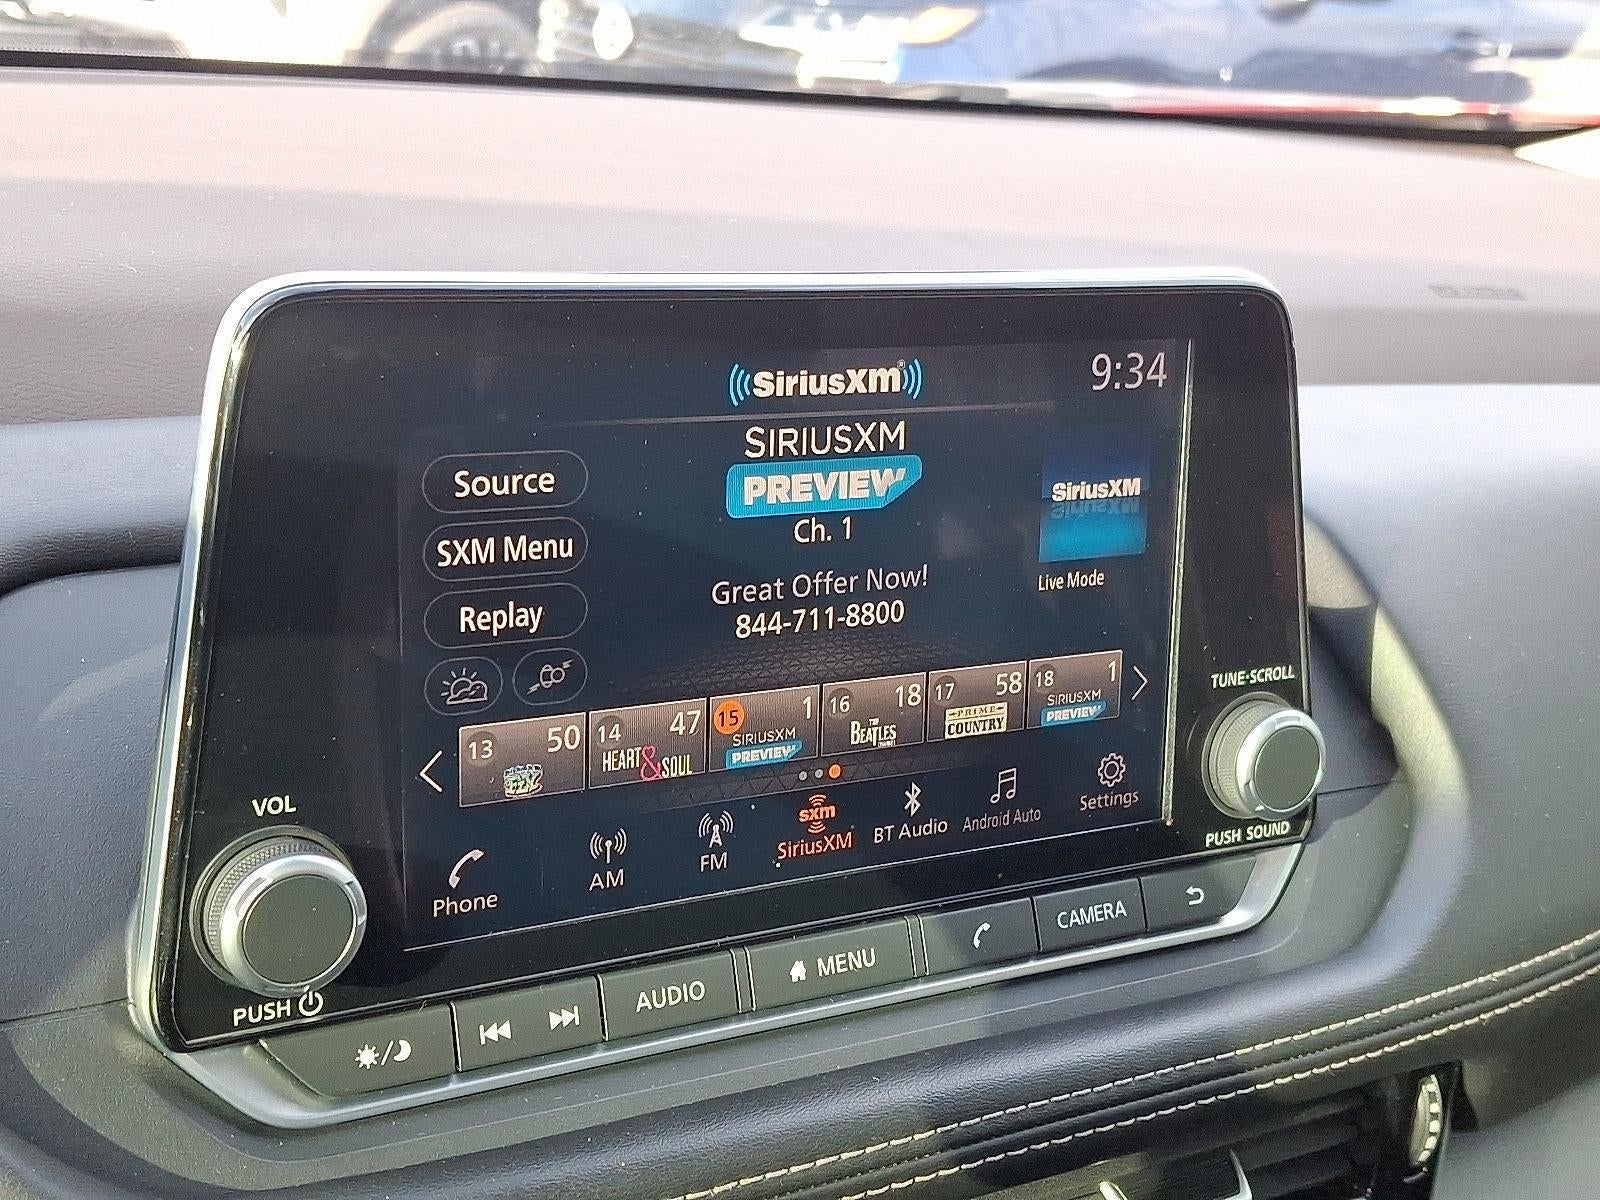 SiriusXM
9:34
SIRIUSXM
PREVIEW
Ch. 1
Source
SXM Menu
Replay
SiriusXM
Live Mode
Great Offer Now!
844-711-8800
13 50
14 47
HEART & SOUL
15 1
SIRIUSXM
PREVIEW
16 18
THE
BEATLES
17 58
PRIME
COUNTRY
18 1
SIRIUSXM
PREVIEW
Phone
AM
FM
sxm
SiriusXM
BT Audio
Android Auto
Settings
VOL
PUSH
TUNE•SCROLL
PUSH SOUND
AUDIO
MENU
CAMERA